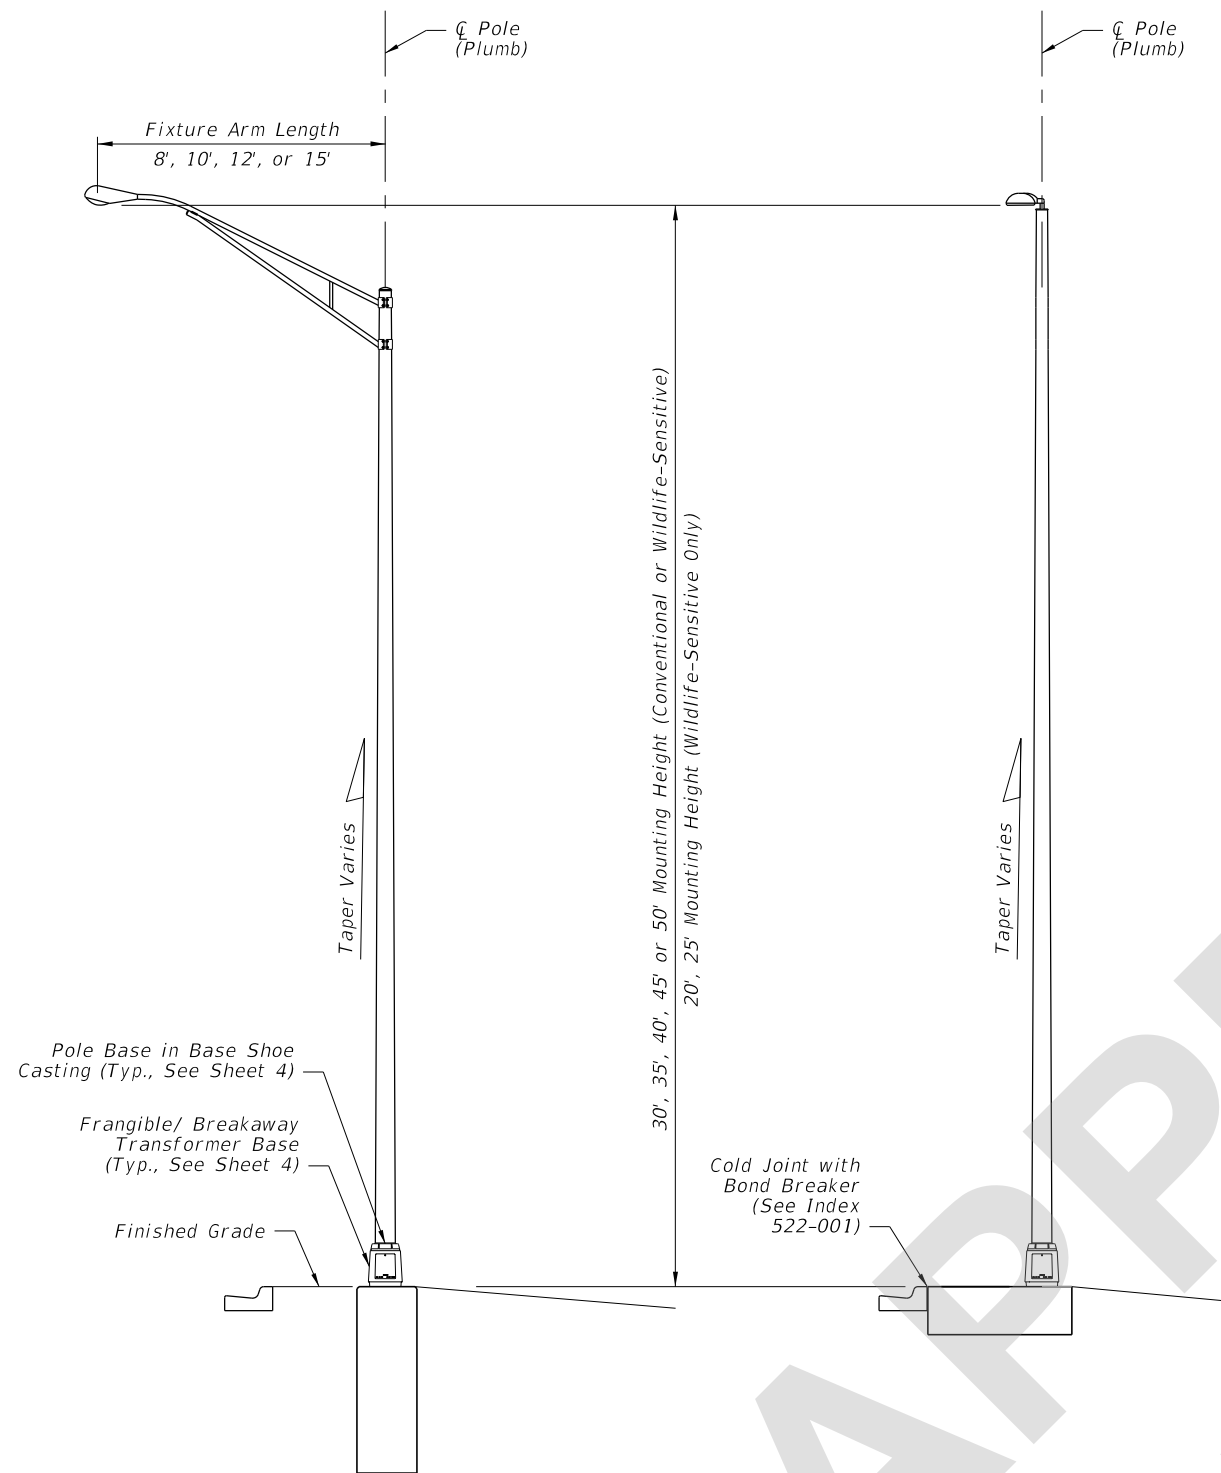 ℄ Pole
(Plumb)
℄ Pole
(Plumb)
Fixture Arm Length
8', 10', 12', or 15'
30', 35', 40', 45' or 50' Mounting Height (Conventional or Wildlife-Sensitive)
20', 25' Mounting Height (Wildlife-Sensitive Only)
Taper Varies
Taper Varies
Pole Base in Base Shoe
Casting (Typ., See Sheet 4)
Frangible/ Breakaway
Transformer Base
(Typ., See Sheet 4)
Finished Grade
Cold Joint with
Bond Breaker
(See Index
522-001)
APP